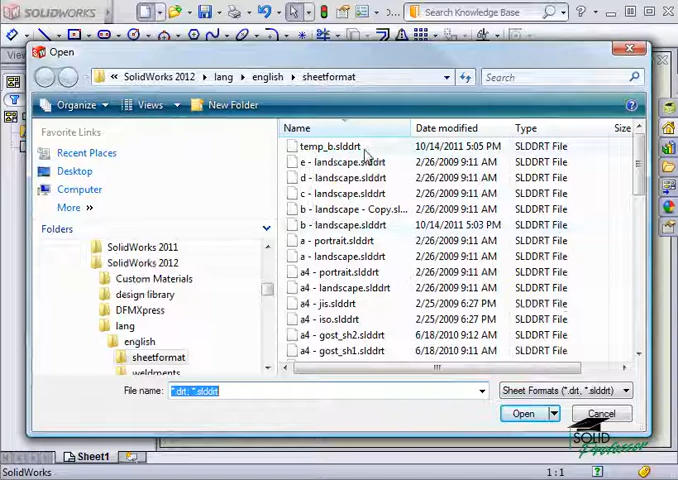 SOLIDWORKS
Search Knowledge Base
Open
SolidWorks 2012
lang
english
sheetformat
Search
Organize
Views
New Folder
Favorite Links
Recent Places
Desktop
Computer
More »
Folders
SolidWorks 2011
SolidWorks 2012
Custom Materials
design library
DFMXpress
lang
english
sheetformat
weldments
Name Date modified Type Size
temp_b.slddrt 10/14/2011 5:05 PM SLDDRT File
e - landscape.slddrt 2/26/2009 9:11 AM SLDDRT File
d - landscape.slddrt 2/26/2009 9:11 AM SLDDRT File
c - landscape.slddrt 2/26/2009 9:11 AM SLDDRT File
b - landscape - Copy.sl... 2/26/2009 9:11 AM SLDDRT File
b - landscape.slddrt 10/14/2011 5:03 PM SLDDRT File
a - portrait.slddrt 2/26/2009 9:11 AM SLDDRT File
a - landscape.slddrt 2/26/2009 9:11 AM SLDDRT File
a4 - portrait.slddrt 2/26/2009 9:11 AM SLDDRT File
a4 - landscape.slddrt 2/26/2009 9:11 AM SLDDRT File
a4 - jis.slddrt 2/25/2009 6:27 PM SLDDRT File
a4 - iso.slddrt 2/25/2009 6:27 PM SLDDRT File
a4 - gost_sh2.slddrt 6/18/2010 9:12 AM SLDDRT File
a4 - gost_sh1.slddrt 6/18/2010 9:11 AM SLDDRT File
File name: *.drt; *.slddrt Sheet Formats (*.drt, *.slddrt)
Open Cancel
SOLID
Professor
Sheet1
SolidWorks 1:1